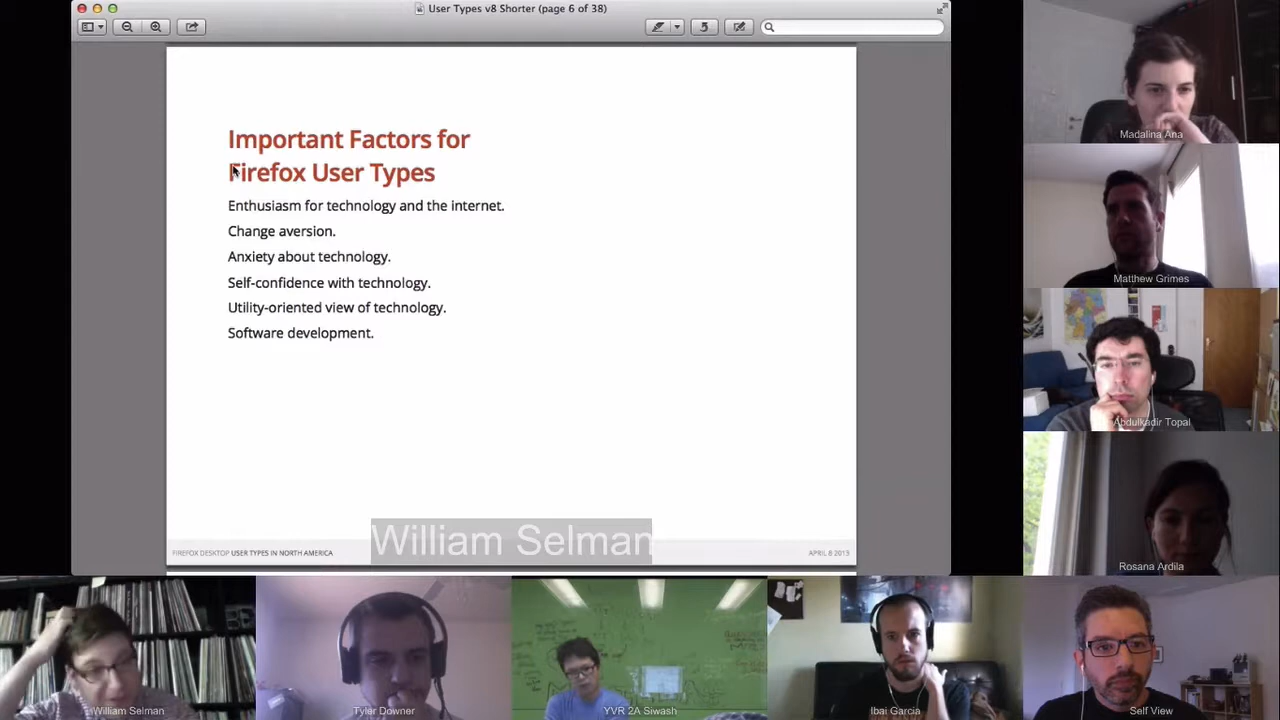 User Types v8 Shorter (page 6 of 38)
Important Factors for
Firefox User Types
Enthusiasm for technology and the internet.
Change aversion.
Anxiety about technology.
Self-confidence with technology.
Utility-oriented view of technology.
Software development.
William Selman
FIREFOX DESKTOP USER TYPES IN NORTH AMERICA
APRIL 8 2013
Madalina Ana
Matthew Grimes
Abdulkadir Topal
Rosana Ardila
William Selman
Tyler Downer
YVR 2A Siwash
Ibai Garcia
Self View